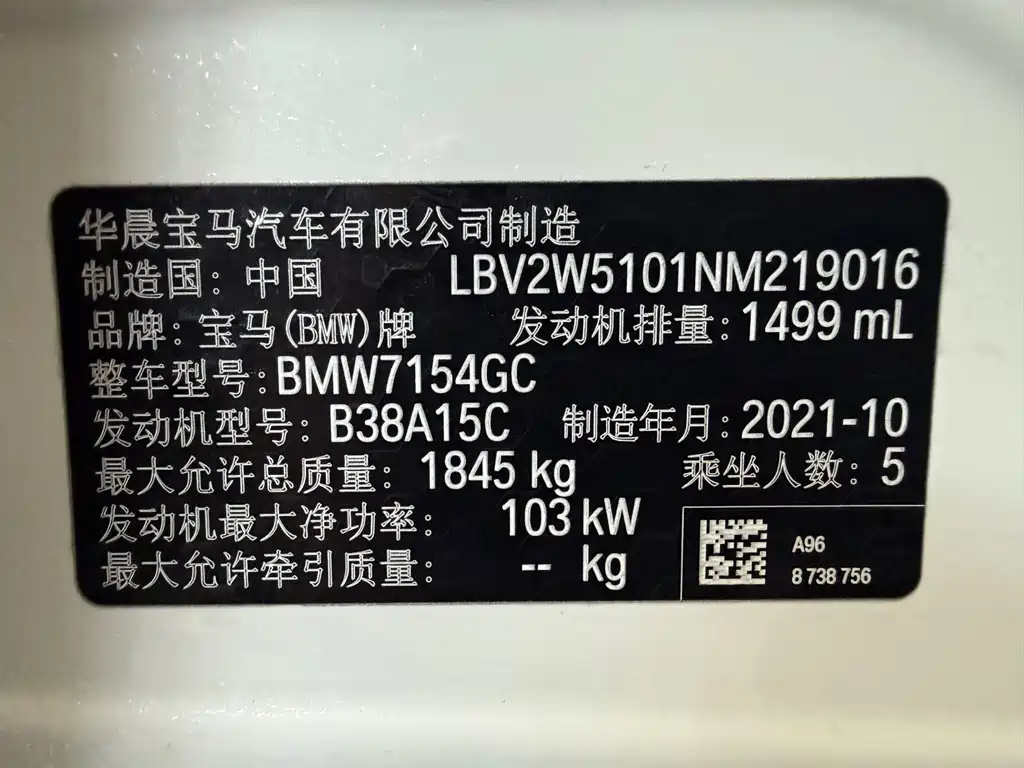 华晨宝马汽车有限公司制造
制造国：中国 LBV2W5101NM219016
品牌：宝马(BMW)牌 发动机排量：1499 mL
整车型号：BMW7154GC
发动机型号：B38A15C 制造年月：2021-10
最大允许总质量：1845 kg 乘坐人数：5
发动机最大净功率：103 kW
最大允许牵引质量：-- kg
A96
8 738 756